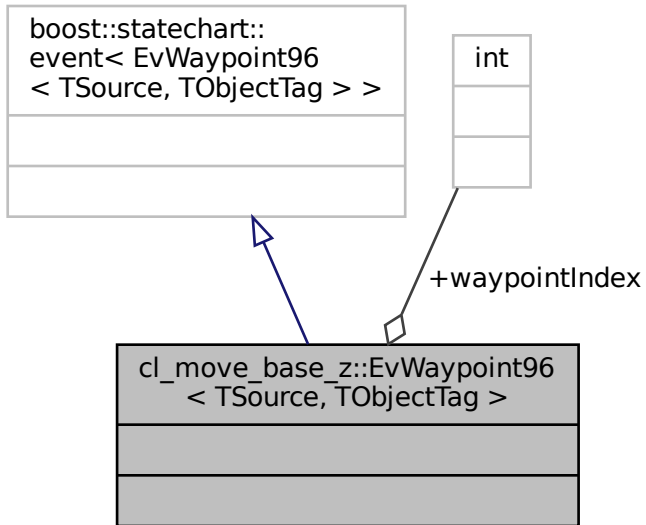 boost::statechart::
event< EvWaypoint96
< TSource, TObjectTag > >
int
+waypointIndex
cl_move_base_z::EvWaypoint96
< TSource, TObjectTag >